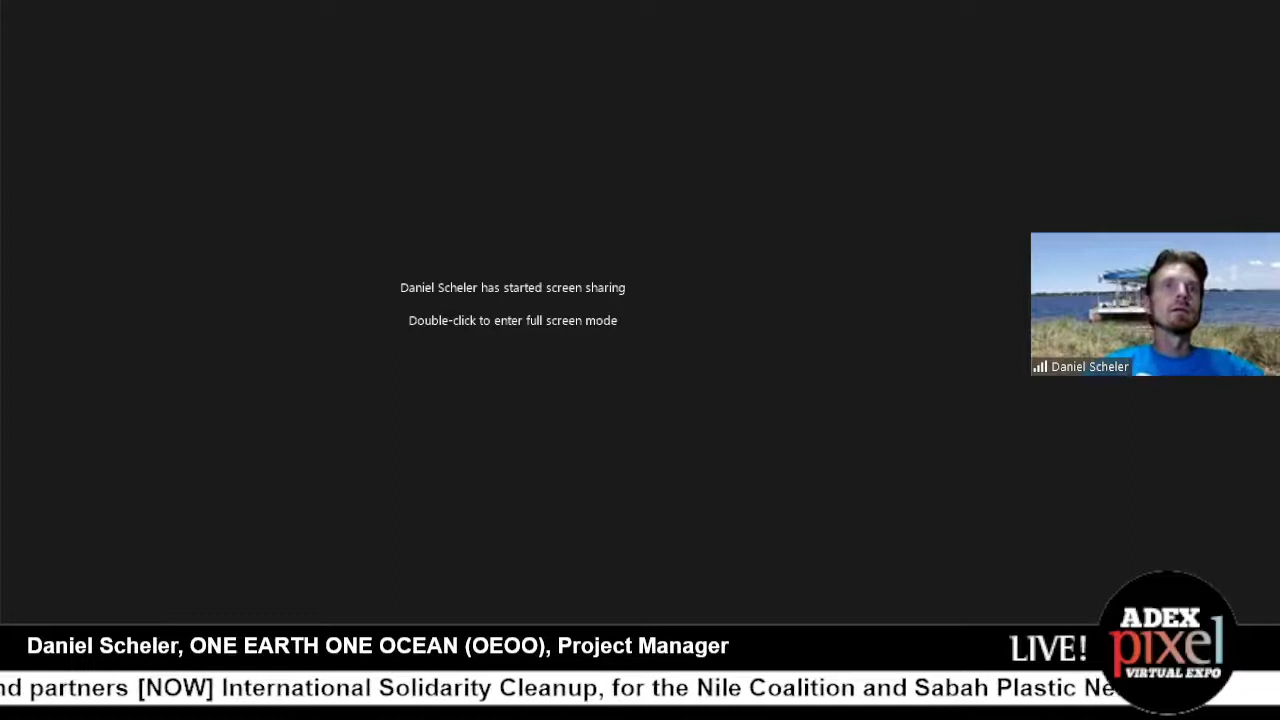 Daniel Scheler has started screen sharing
Double-click to enter full screen mode
Daniel Scheler
Daniel Scheler, ONE EARTH ONE OCEAN (OEOO), Project Manager
LIVE!
ADEX
pixel
VIRTUAL EXPO
nd partners [NOW] International Solidarity Cleanup, for the Nile Coalition and Sabah Plastic Ne